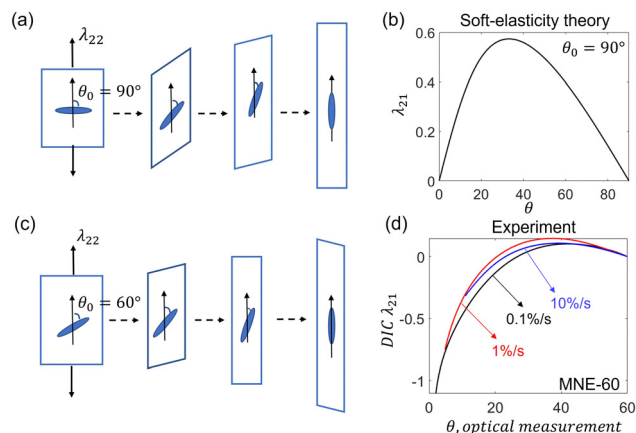 (a)
λ₂₂
θ₀ = 90°
(b)
Soft-elasticity theory
θ₀ = 90°
0.6
0.4
0.2
0
λ₂₁
0 20 40 60 80
θ
(c)
λ₂₂
θ₀ = 60°
(d)
Experiment
0
-0.5
-1
DIC λ₂₁
10%/s
0.1%/s
1%/s
MNE-60
0 20 40 60
θ, optical measurement